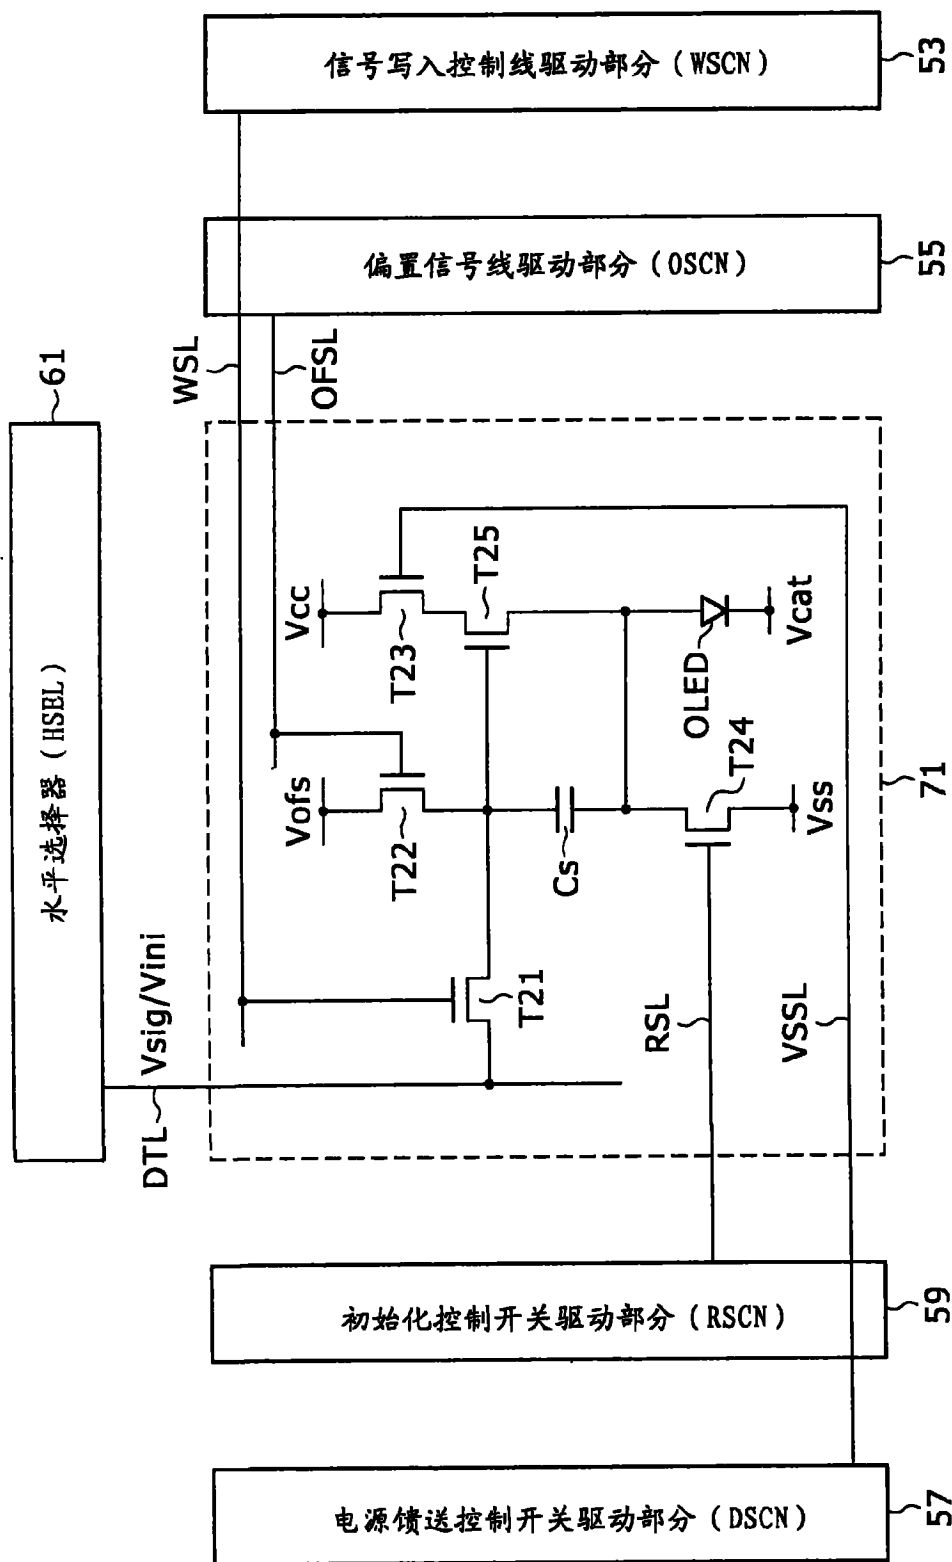 水平选择器(HSEL)
61
DTL
Vsig/Vini
WSL
OFSL
信号写入控制线驱动部分(WSCN)
53
偏置信号线驱动部分(OSCN)
55
初始化控制开关驱动部分(RSCN)
59
电源馈送控制开关驱动部分(DSCN)
57
Vofs
Vcc
T22
T23
T25
T21
Cs
OLED
T24
Vcat
Vss
RSL
VSSL
71